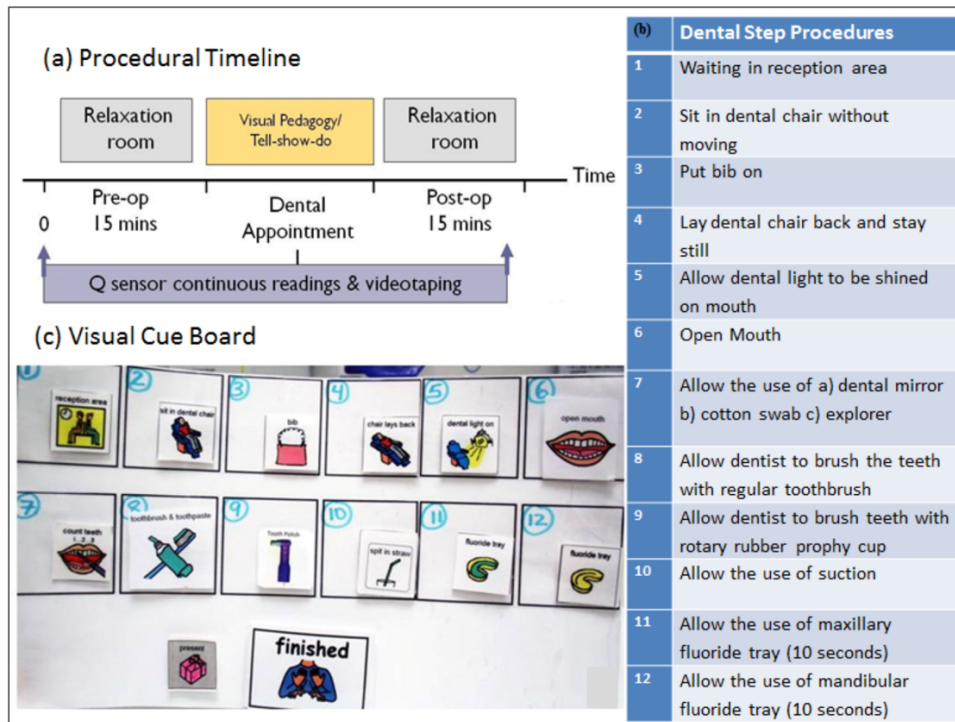 (a) Procedural Timeline
Relaxation
room
Visual Pedagogy/
Tell-show-do
Relaxation
room
Time
0
Pre-op
15 mins
Dental
Appointment
Post-op
15 mins
Q sensor continuous readings & videotaping
(c) Visual Cue Board
1
reception area
2
sit in dental chair
3
bib
4
chair lays back
5
dental light on
6
open mouth
7
count teeth
1..2..3
8
toothbrush & toothpaste
9
Tooth Polish
10
spit in straw
11
fluoride tray
12
fluoride tray
present
finished
(b) Dental Step Procedures
1 Waiting in reception area
2 Sit in dental chair without
moving
3 Put bib on
4 Lay dental chair back and stay
still
5 Allow dental light to be shined
on mouth
6 Open Mouth
7 Allow the use of a) dental mirror
b) cotton swab c) explorer
8 Allow dentist to brush the teeth
with regular toothbrush
9 Allow dentist to brush teeth with
rotary rubber prophy cup
10 Allow the use of suction
11 Allow the use of maxillary
fluoride tray (10 seconds)
12 Allow the use of mandibular
fluoride tray (10 seconds)